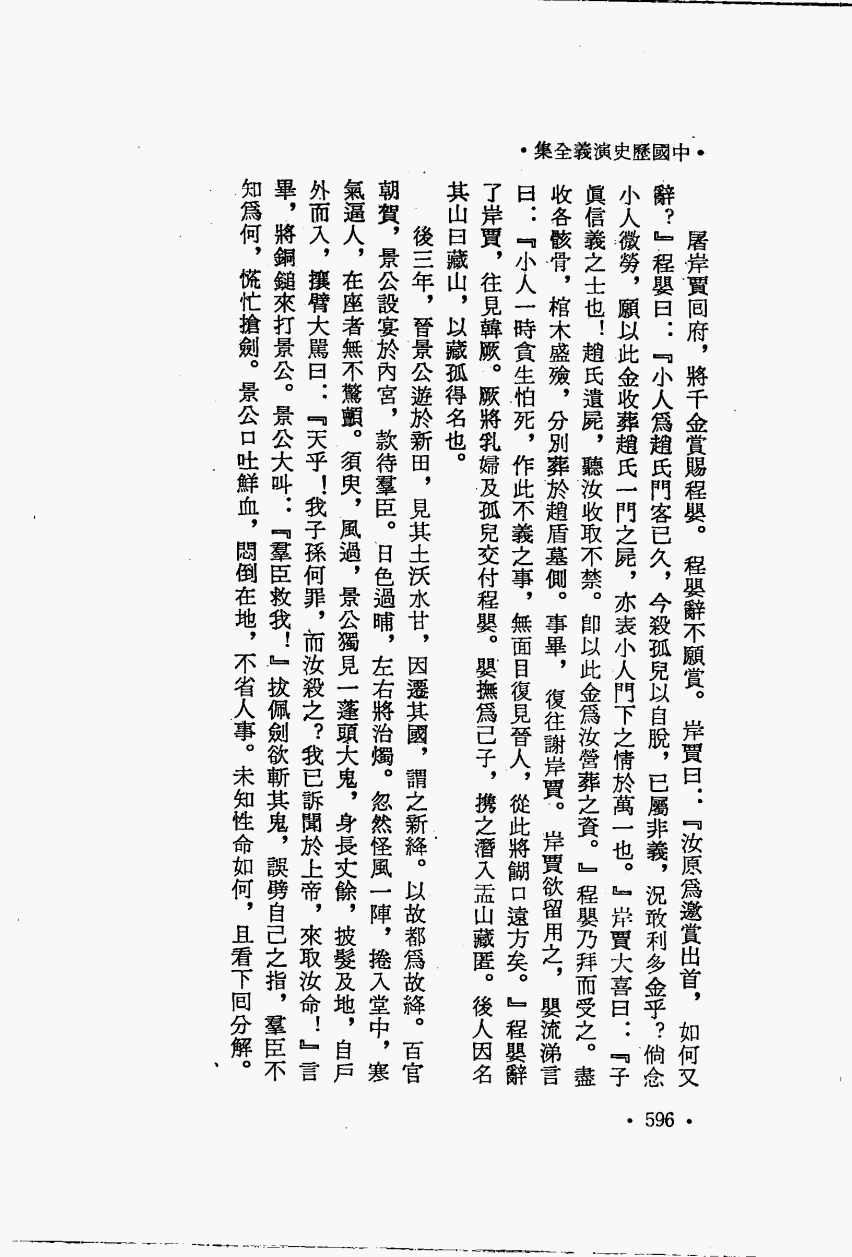 •中國歷史演義全集•
屠岸賈回府，將千金賞賜程嬰。程嬰辭不願賞。岸賈曰：『汝原爲邀賞出首，如何又
辭？』程嬰曰：『小人爲趙氏門客已久，今殺孤兒以自脫，已屬非義，況敢利多金乎？倘念
小人微勞，願以此金收葬趙氏一門之屍，亦表小人門下之情於萬一也。』岸賈大喜曰：『子
眞信義之士也！趙氏遺屍，聽汝收取不禁。卽以此金爲汝營葬之資。』程嬰乃拜而受之。盡
收各骸骨，棺木盛殮，分別葬於趙盾墓側。事畢，復往謝岸賈。岸賈欲留用之，嬰流涕言
曰：『小人一時貪生怕死，作此不義之事，無面目復見晉人，從此將餬口遠方矣。』程嬰辭
了岸賈，往見韓厥。厥將乳婦及孤兒交付程嬰。嬰撫爲己子，携之潛入盂山藏匿。後人因名
其山曰藏山，以藏孤得名也。
後三年，晉景公遊於新田，見其土沃水甘，因遷其國，謂之新絳。以故都爲故絳。百官
朝賀，景公設宴於內宮，款待羣臣。日色過晡，左右將治燭。忽然怪風一陣，捲入堂中，寒
氣逼人，在座者無不驚顫。須臾，風過，景公獨見一蓬頭大鬼，身長丈餘，披髮及地，自戶
外而入，攘臂大駡曰：『天乎！我子孫何罪，而汝殺之？我已訴聞於上帝，來取汝命！』言
畢，將銅鎚來打景公。景公大叫：『羣臣救我！』拔佩劍欲斬其鬼，誤劈自己之指，羣臣不
知爲何，慌忙搶劍。景公口吐鮮血，悶倒在地，不省人事。未知性命如何，且看下回分解。
•596•